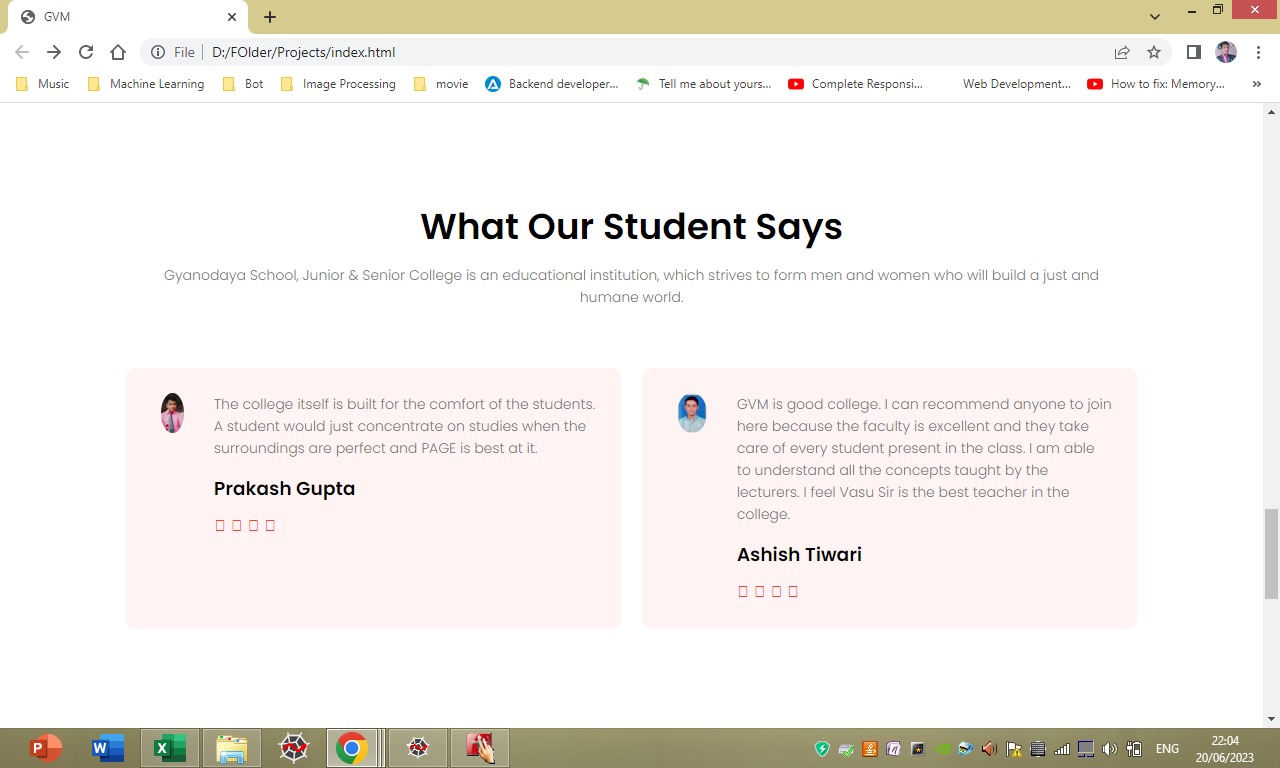 GVM
File
D:/FOlder/Projects/index.html
Music
Machine Learning
Bot
Image Processing
movie
Backend developer...
Tell me about yours...
Complete Responsi...
Web Development...
How to fix: Memory...
What Our Student Says
Gyanodaya School, Junior & Senior College is an educational institution, which strives to form men and women who will build a just and
humane world.
The college itself is built for the comfort of the students.
A student would just concentrate on studies when the
surroundings are perfect and PAGE is best at it.
Prakash Gupta
GVM is good college. I can recommend anyone to join
here because the faculty is excellent and they take
care of every student present in the class. I am able
to understand all the concepts taught by the
lecturers. I feel Vasu Sir is the best teacher in the
college.
Ashish Tiwari
ENG
22:04
20/06/2023